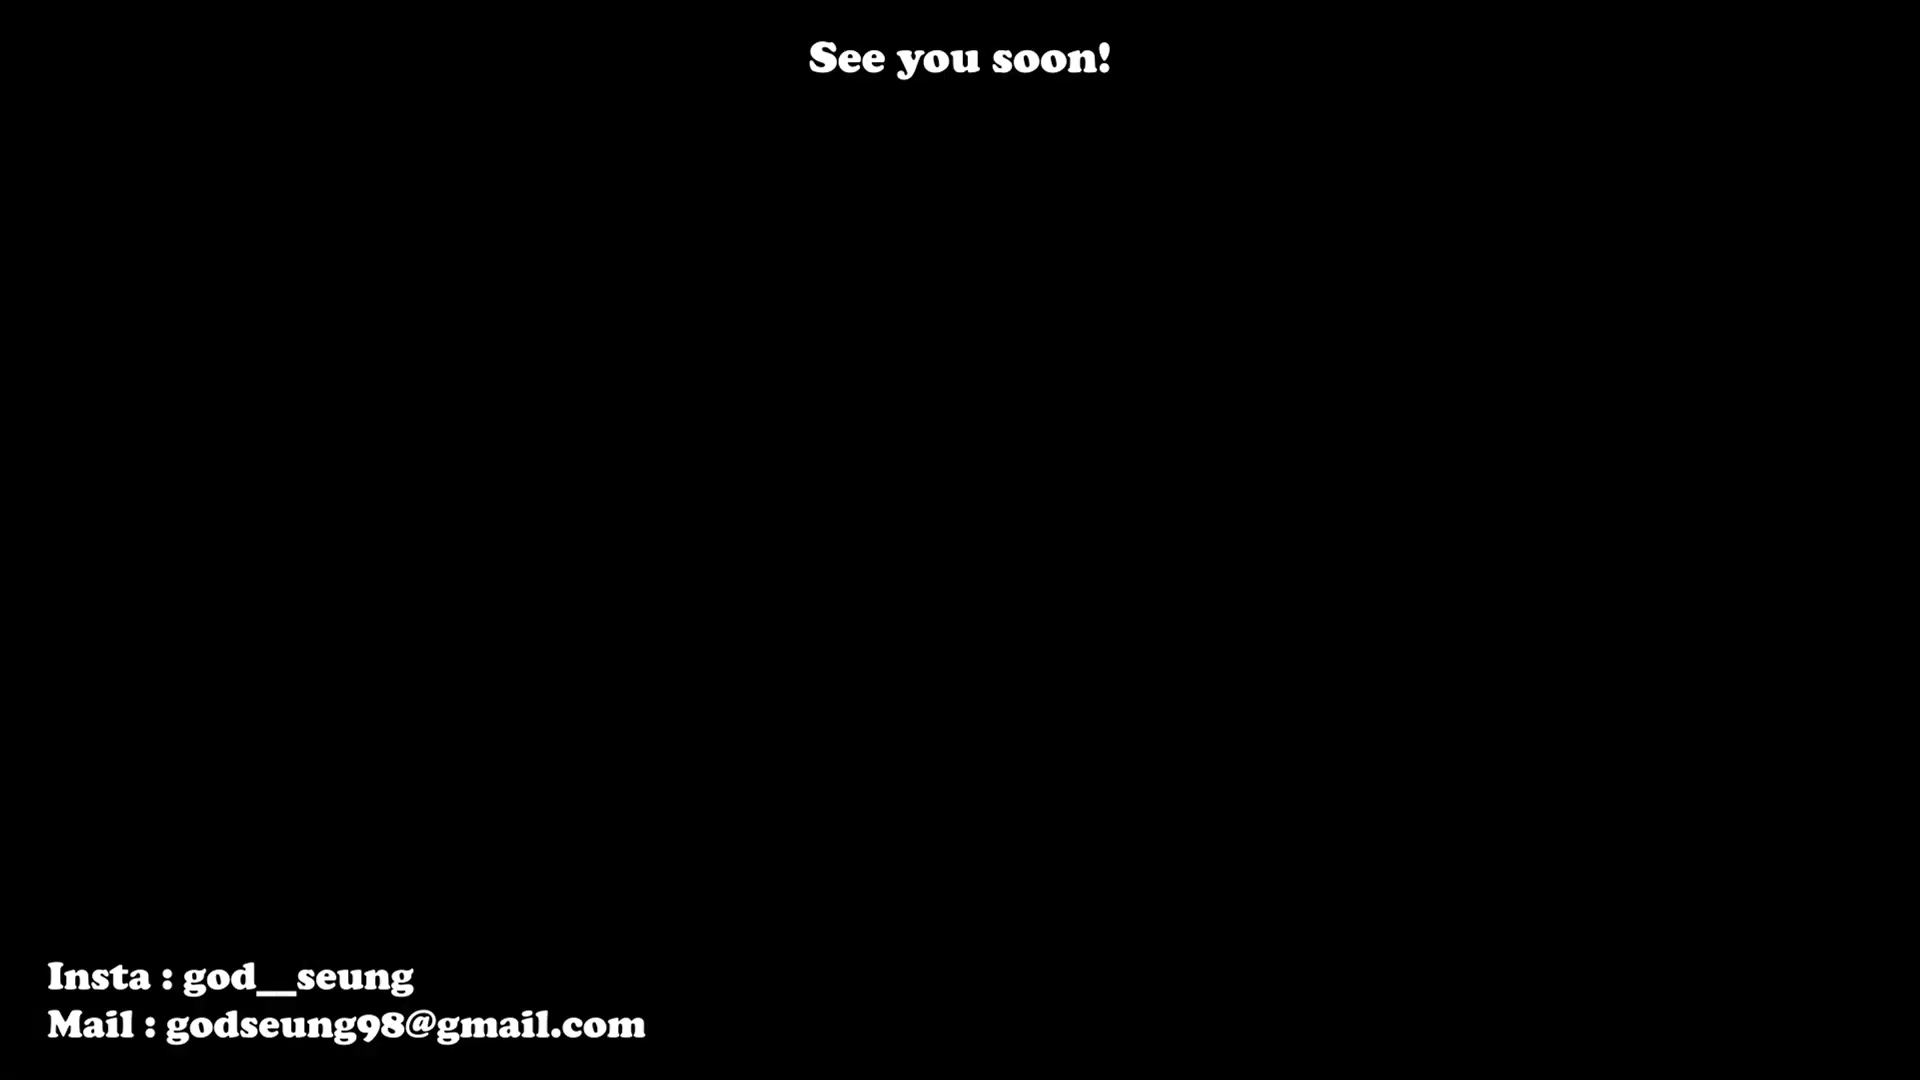 See you soon!
Insta : god__seung
Mail : godseung98@gmail.com